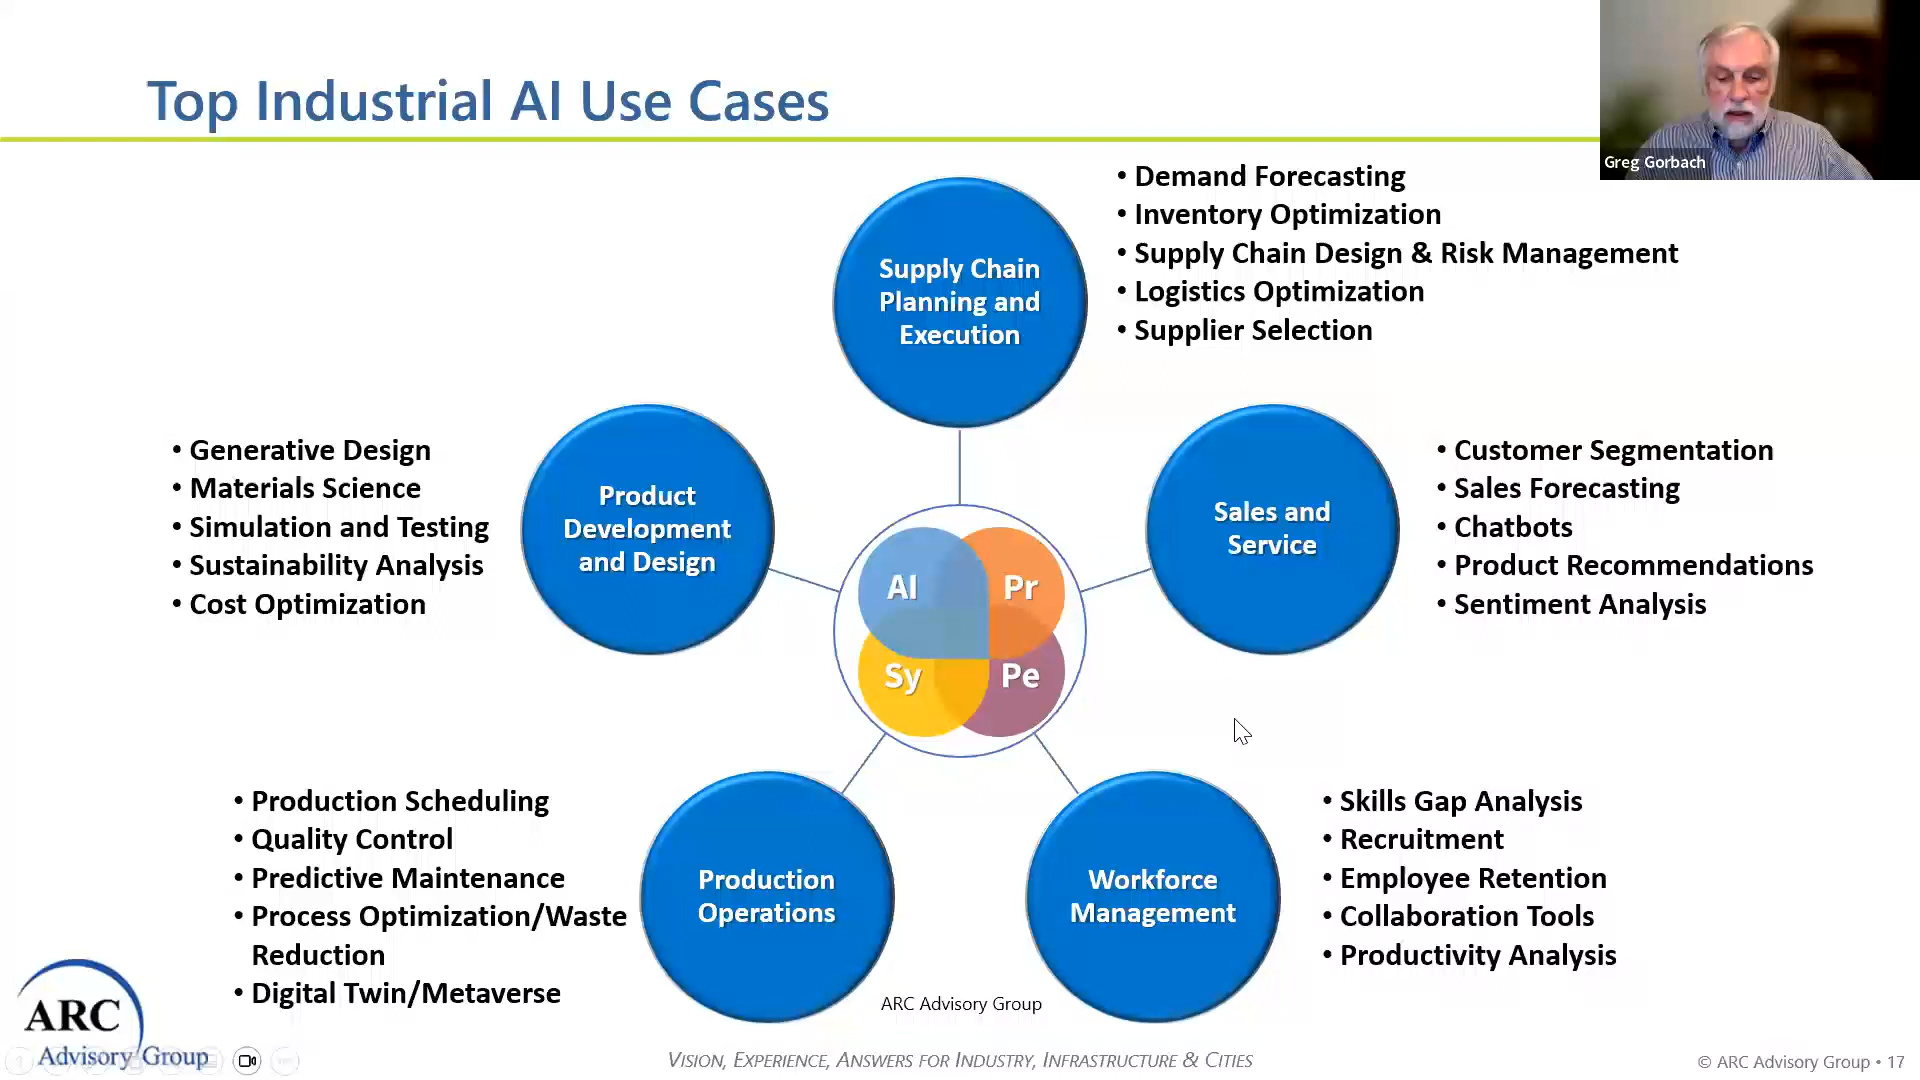 Top Industrial AI Use Cases
Greg Gorbach
Supply Chain
Planning and
Execution
• Demand Forecasting
• Inventory Optimization
• Supply Chain Design & Risk Management
• Logistics Optimization
• Supplier Selection
• Generative Design
• Materials Science
• Simulation and Testing
• Sustainability Analysis
• Cost Optimization
Product
Development
and Design
Sales and
Service
• Customer Segmentation
• Sales Forecasting
• Chatbots
• Product Recommendations
• Sentiment Analysis
AI
Pr
Sy
Pe
• Production Scheduling
• Quality Control
• Predictive Maintenance
• Process Optimization/Waste
Reduction
• Digital Twin/Metaverse
Production
Operations
Workforce
Management
• Skills Gap Analysis
• Recruitment
• Employee Retention
• Collaboration Tools
• Productivity Analysis
ARC Advisory Group
ARC
Advisory Group
VISION, EXPERIENCE, ANSWERS FOR INDUSTRY, INFRASTRUCTURE & CITIES
© ARC Advisory Group • 17